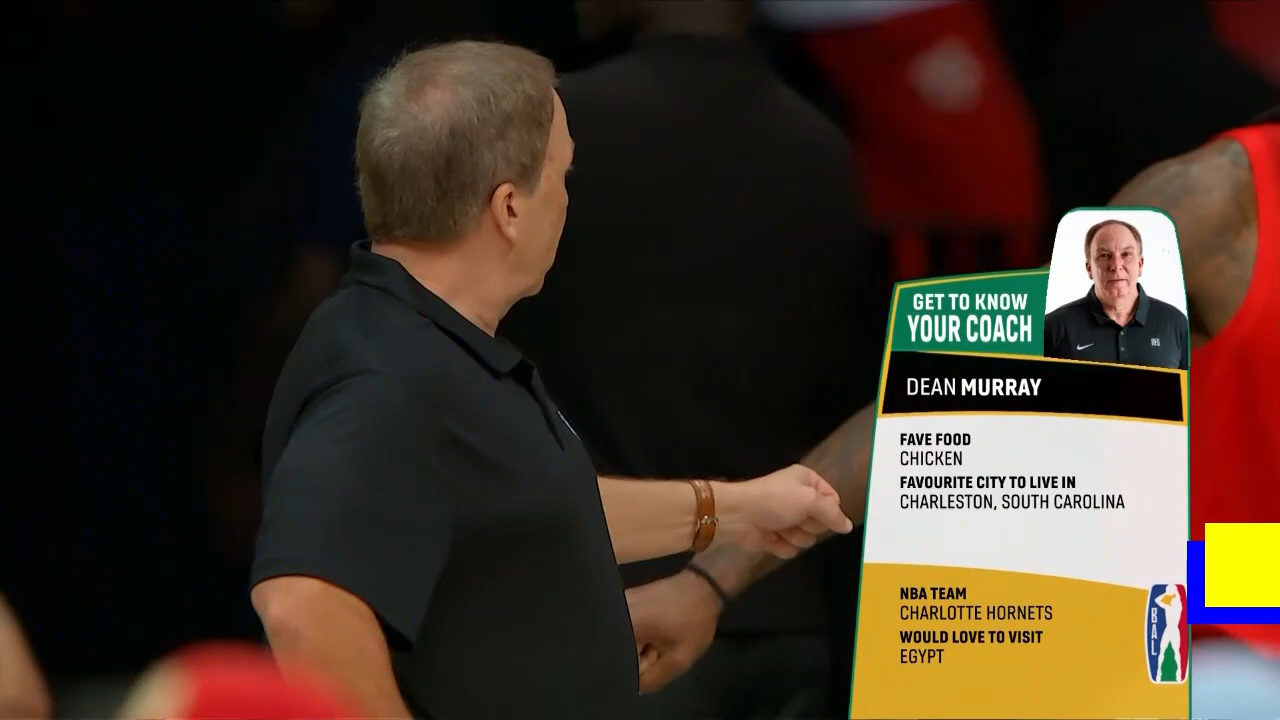 GET TO KNOW
YOUR COACH
DEAN MURRAY
FAVE FOOD
CHICKEN
FAVOURITE CITY TO LIVE IN
CHARLESTON, SOUTH CAROLINA
NBA TEAM
CHARLOTTE HORNETS
WOULD LOVE TO VISIT
EGYPT
BAL